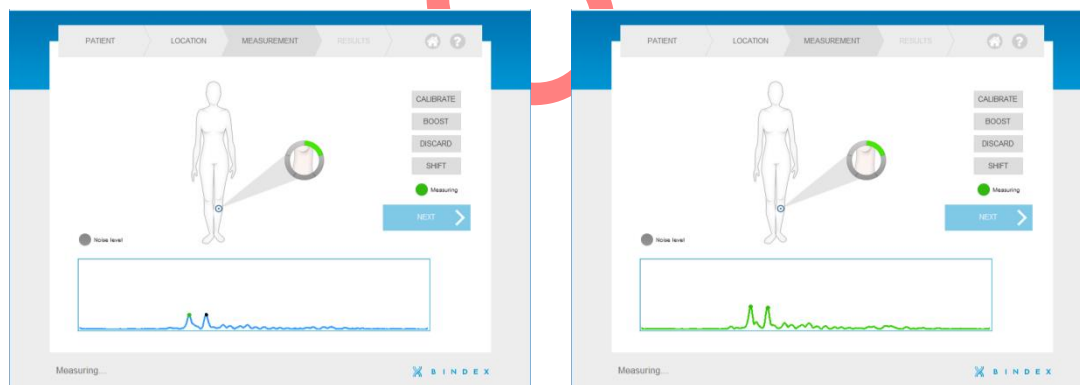 PATIENT
LOCATION
MEASUREMENT
RESULTS
?
CALIBRATE
BOOST
DISCARD
SHIFT
Measuring
NEXT
Noise level
Measuring...
BINDEX
PATIENT
LOCATION
MEASUREMENT
RESULTS
?
CALIBRATE
BOOST
DISCARD
SHIFT
Measuring
NEXT
Noise level
Measuring...
BINDEX